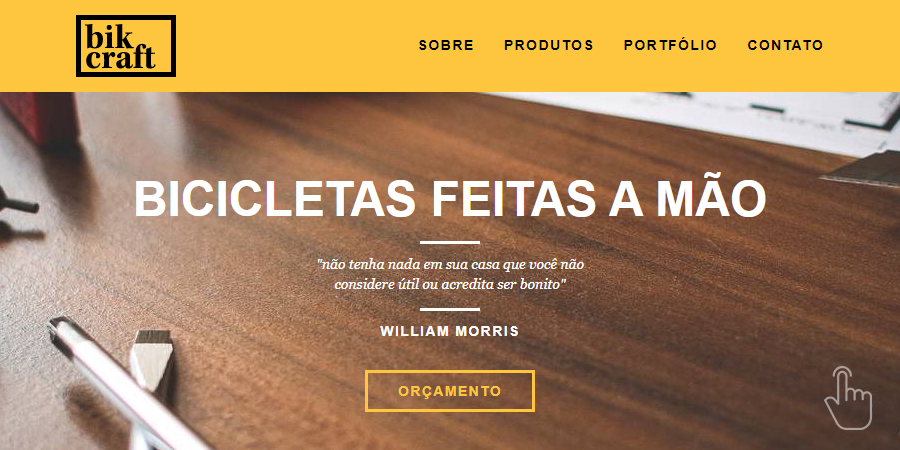 bik
craft
SOBRE PRODUTOS PORTFÓLIO CONTATO
BICICLETAS FEITAS A MÃO
"não tenha nada em sua casa que você não
considere útil ou acredita ser bonito"
WILLIAM MORRIS
ORÇAMENTO